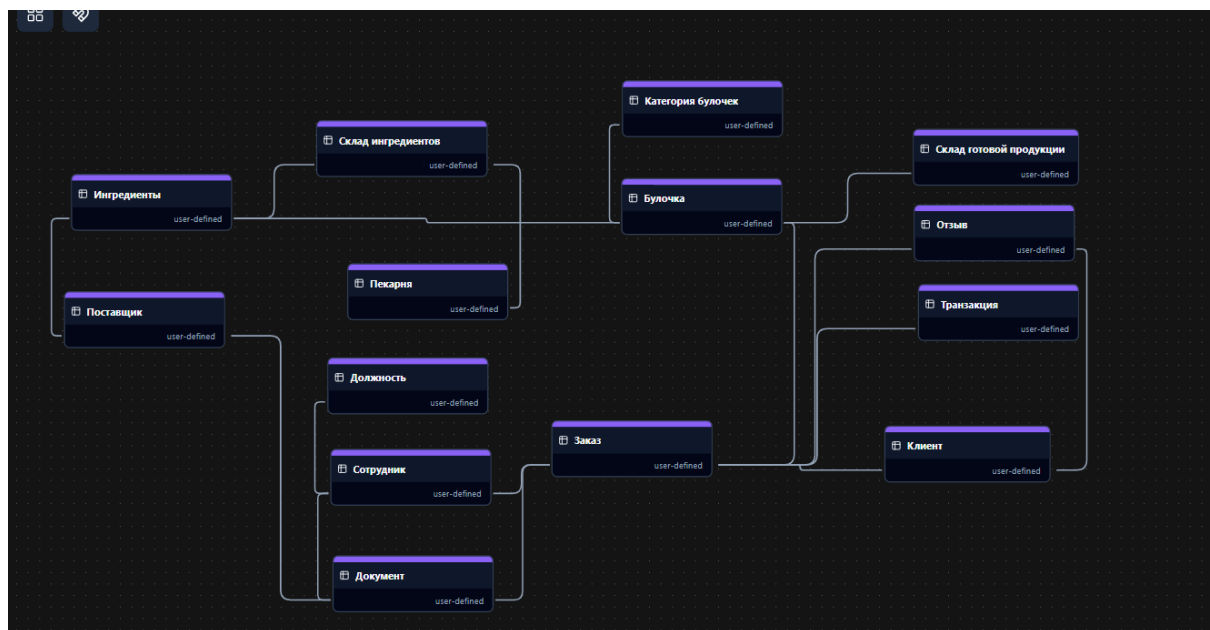 Категория булочек
user-defined
Склад ингредиентов
user-defined
Склад готовой продукции
user-defined
Ингредиенты
user-defined
Булочка
user-defined
Отзыв
user-defined
Пекарня
user-defined
Поставщик
user-defined
Транзакция
user-defined
Должность
user-defined
Заказ
user-defined
Клиент
user-defined
Сотрудник
user-defined
Документ
user-defined